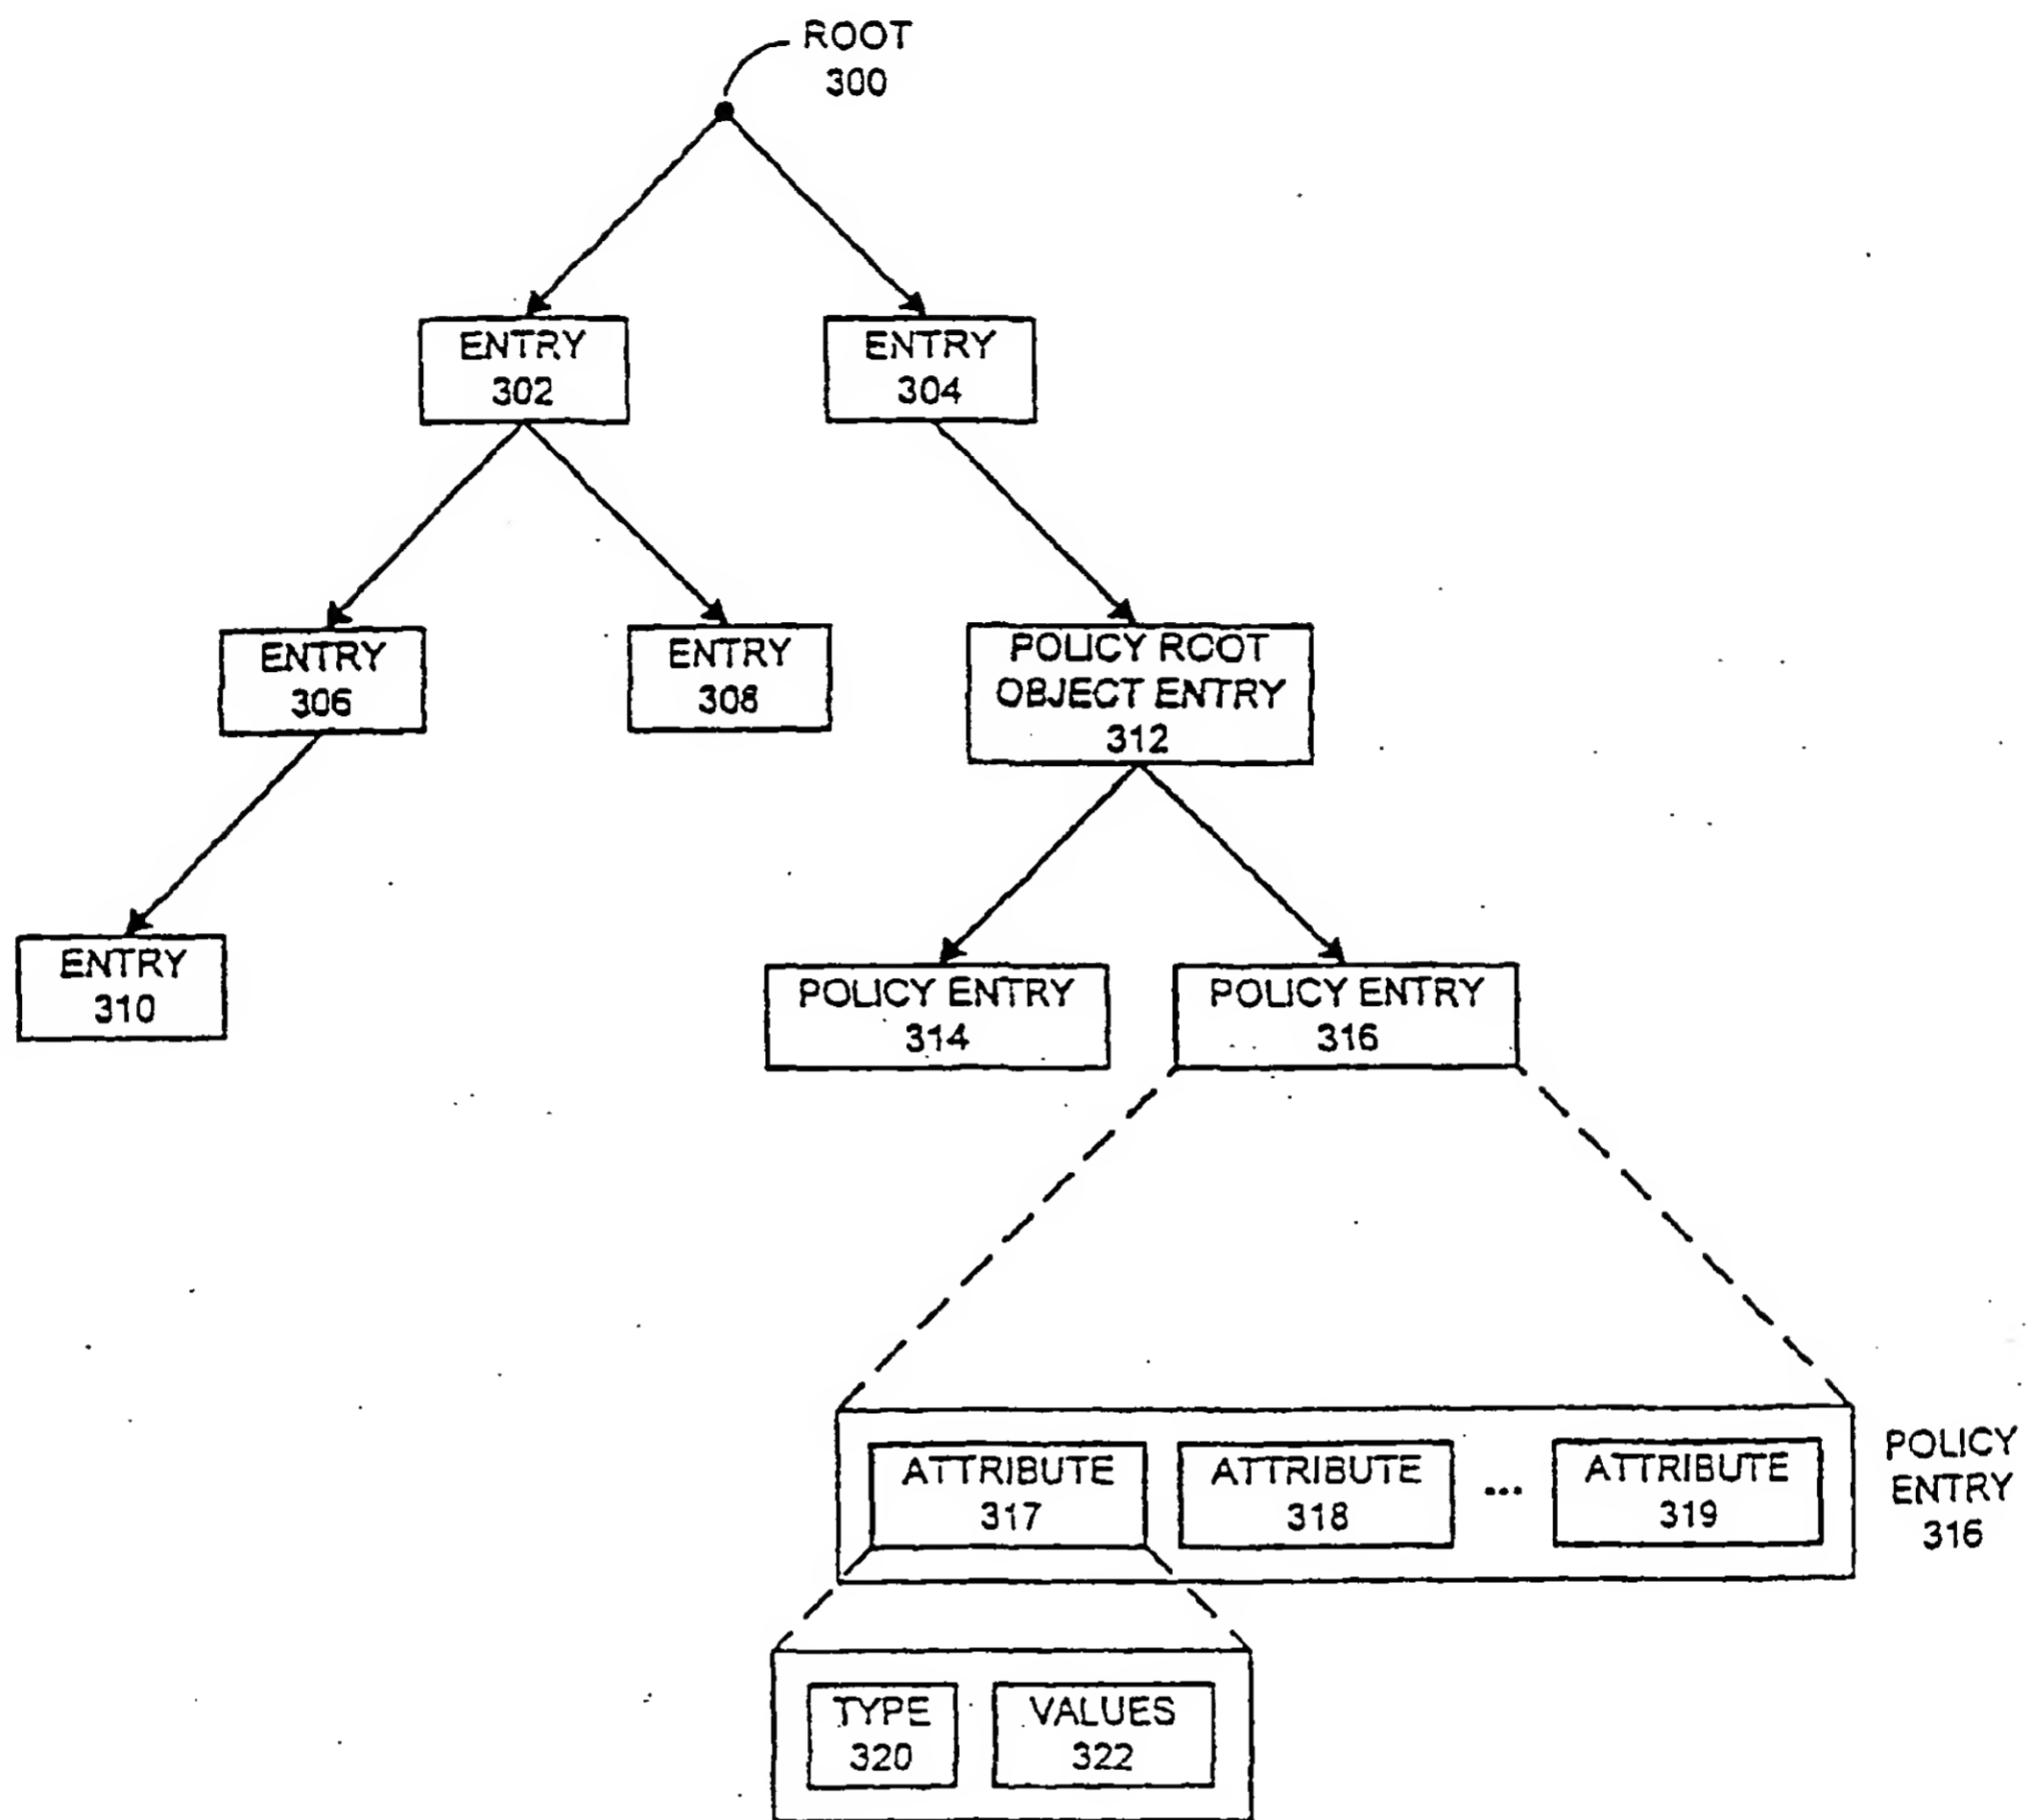 ROOT
300
ENTRY
302
ENTRY
304
ENTRY
306
ENTRY
308
POLICY ROOT
OBJECT ENTRY
312
ENTRY
310
POLICY ENTRY
314
POLICY ENTRY
316
ATTRIBUTE
317
ATTRIBUTE
318
...
ATTRIBUTE
319
POLICY
ENTRY
316
TYPE
320
VALUES
322